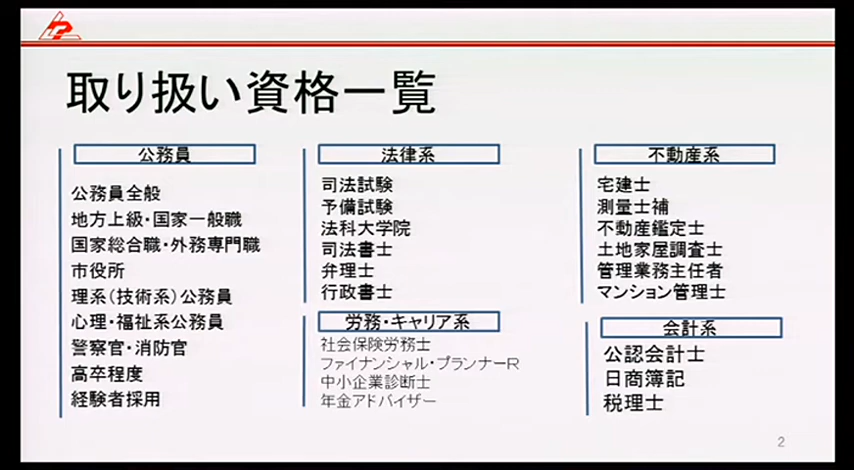 取り扱い資格一覧
公務員
公務員全般
地方上級・国家一般職
国家総合職・外務専門職
市役所
理系(技術系)公務員
心理・福祉系公務員
警察官・消防官
高卒程度
経験者採用
法律系
司法試験
予備試験
法科大学院
司法書士
弁理士
行政書士
労務・キャリア系
社会保険労務士
ファイナンシャル・プランナーR
中小企業診断士
年金アドバイザー
不動産系
宅建士
測量士補
不動産鑑定士
土地家屋調査士
管理業務主任者
マンション管理士
会計系
公認会計士
日商簿記
税理士
2